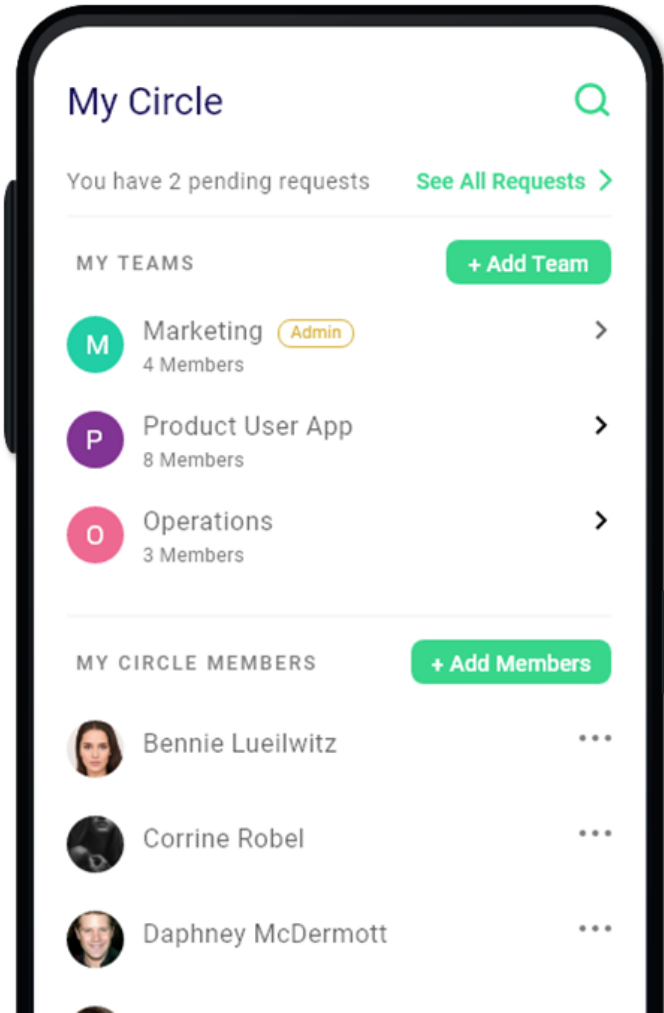 My Circle
You have 2 pending requests See All Requests
MY TEAMS + Add Team
M Marketing Admin
4 Members
P Product User App
8 Members
O Operations
3 Members
MY CIRCLE MEMBERS + Add Members
Bennie Lueilwitz
Corrine Robel
Daphney McDermott